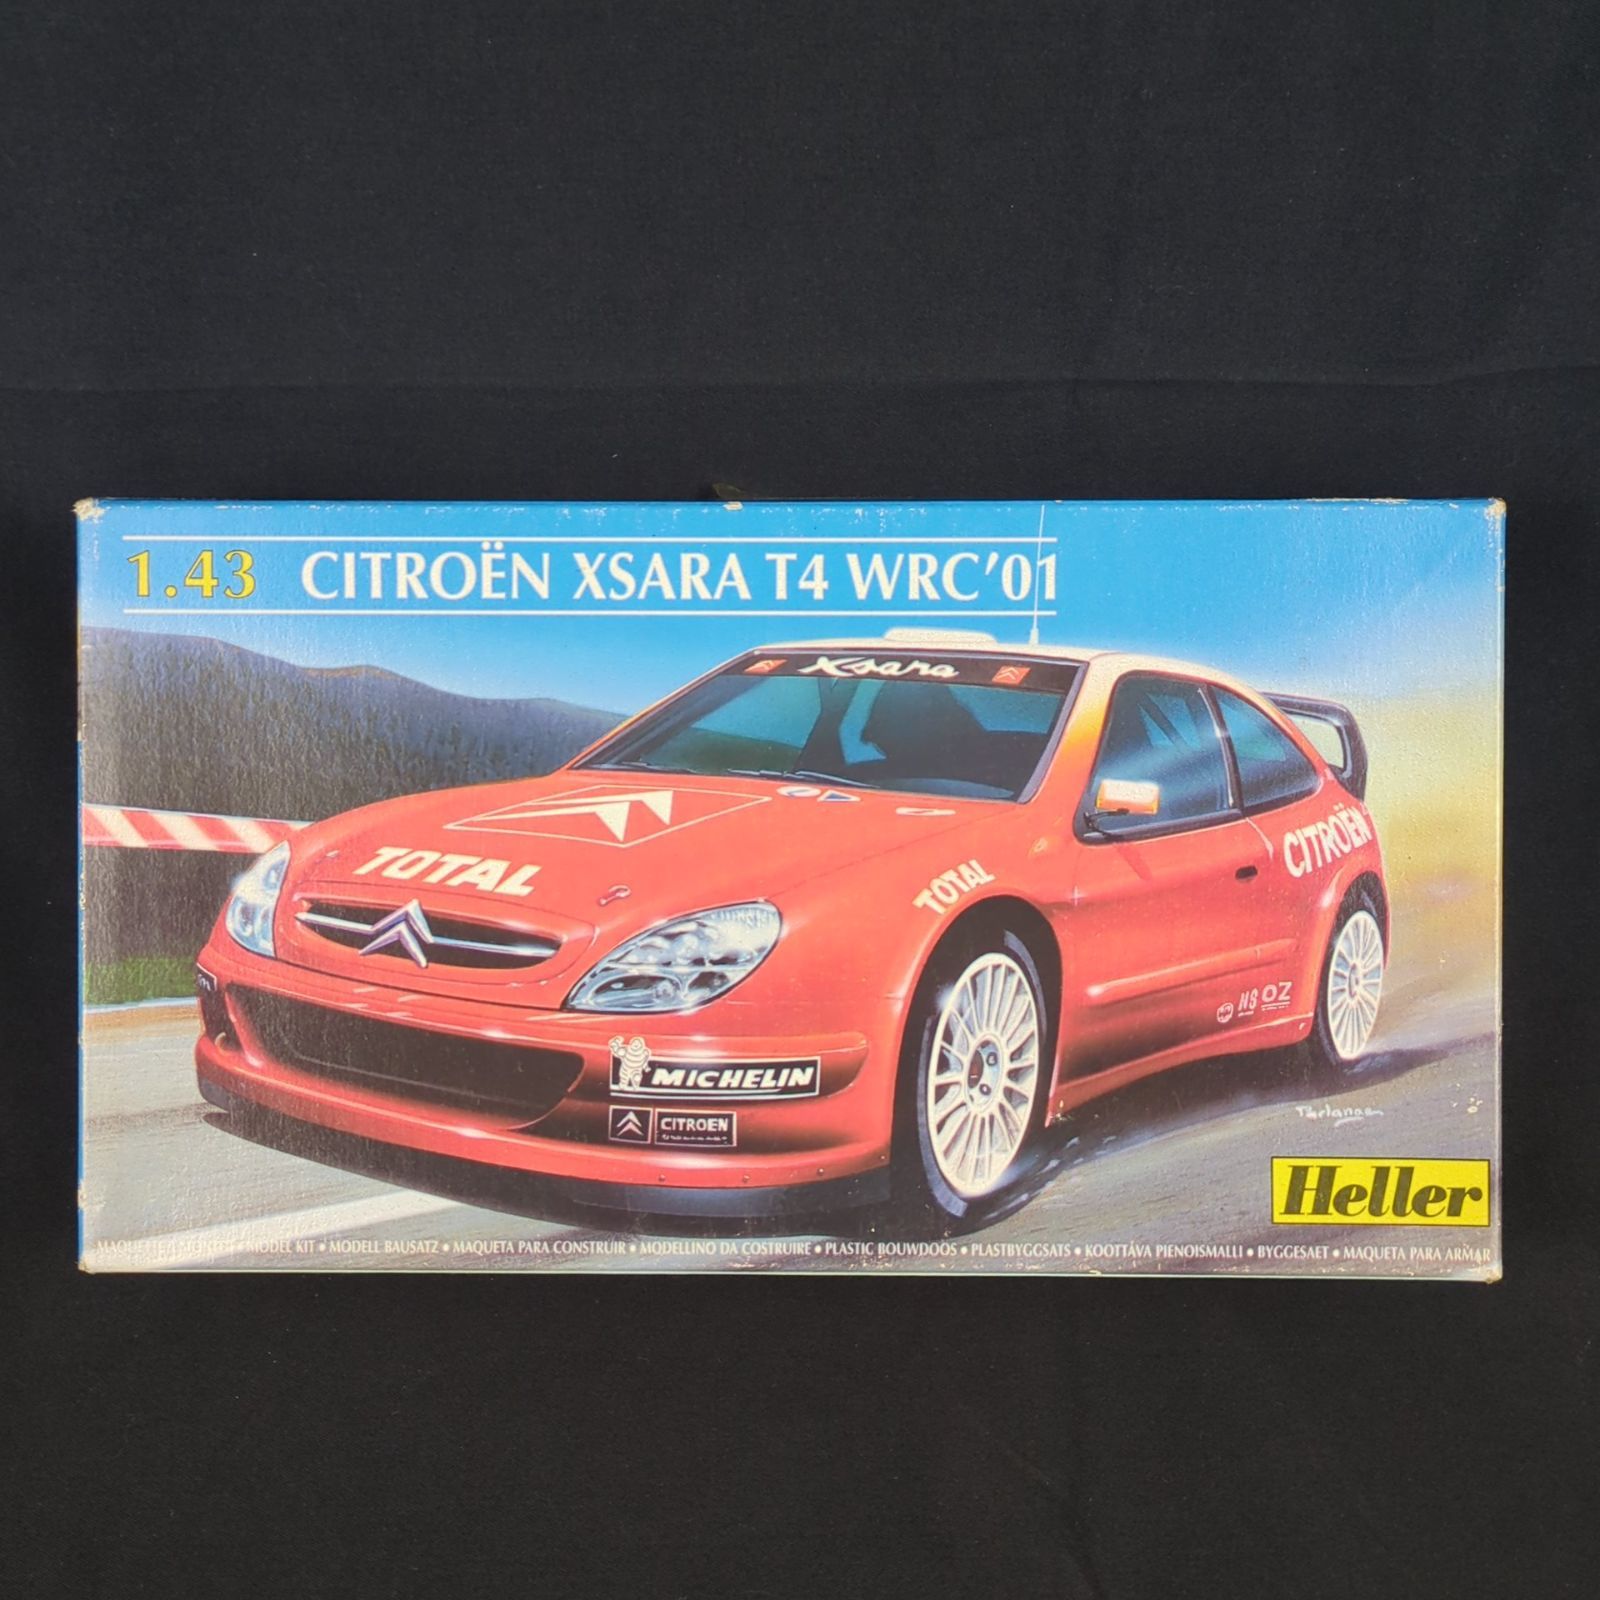 1.43 CITROËN XSARA T4 WRC'01
Xsara
TOTAL
TOTAL
CITROËN
MICHELIN
CITROËN
OZ
Heller
MODEL KIT • MODELL BAUSATZ • MAQUETA PARA CONSTRUIR • MODELLINO DA COSTRUIRE • PLASTIC BOUWDOOS • PLASTBYGGSATS • KOOTTAVA PIENOISMALLI • BYGGESAET • MAQUETA PARA ARMAR